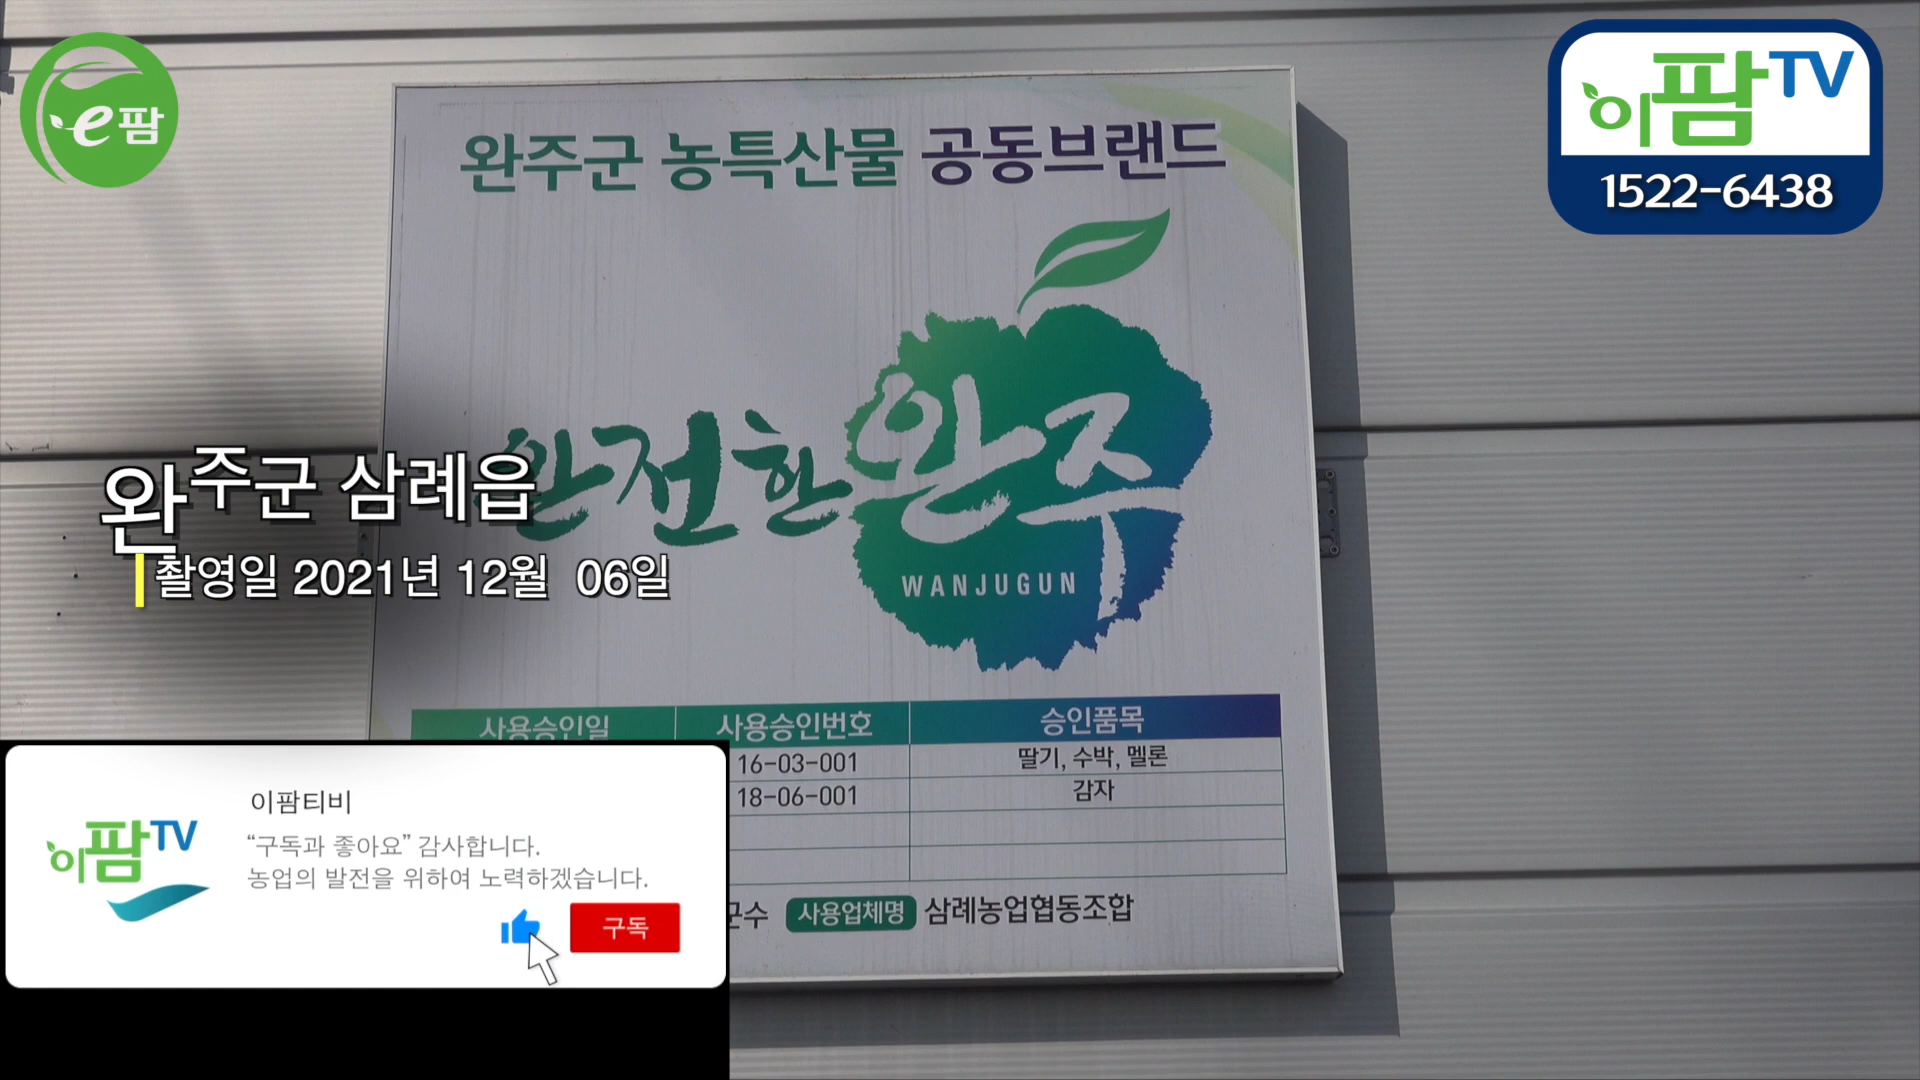 e팜
이팜TV
1522-6438
완주군 농특산물 공동브랜드
완전한 완주
WANJUGUN
완주군 삼례읍
촬영일 2021년 12월 06일
사용승인일 사용승인번호 승인품목
16-03-001 딸기, 수박, 멜론
18-06-001 감자
군수 사용업체명 삼례농업협동조합
이팜티비
이팜TV
“구독과 좋아요” 감사합니다.
농업의 발전을 위하여 노력하겠습니다.
구독